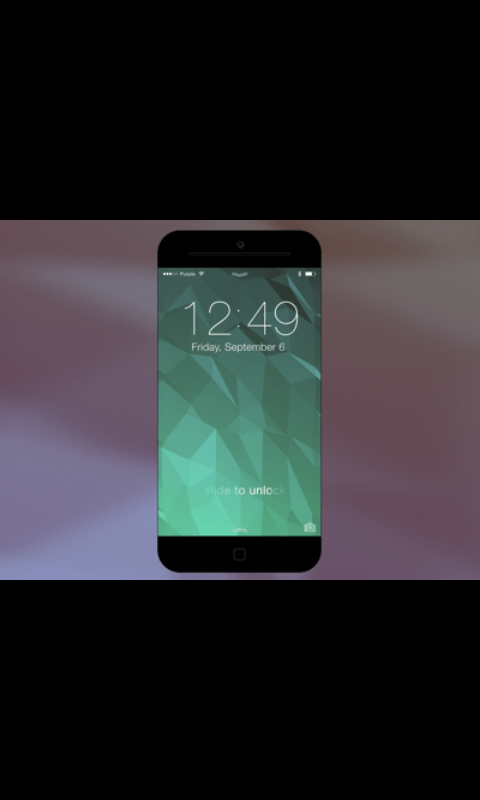 Purple
12:49
Friday, September 6
slide to unlock